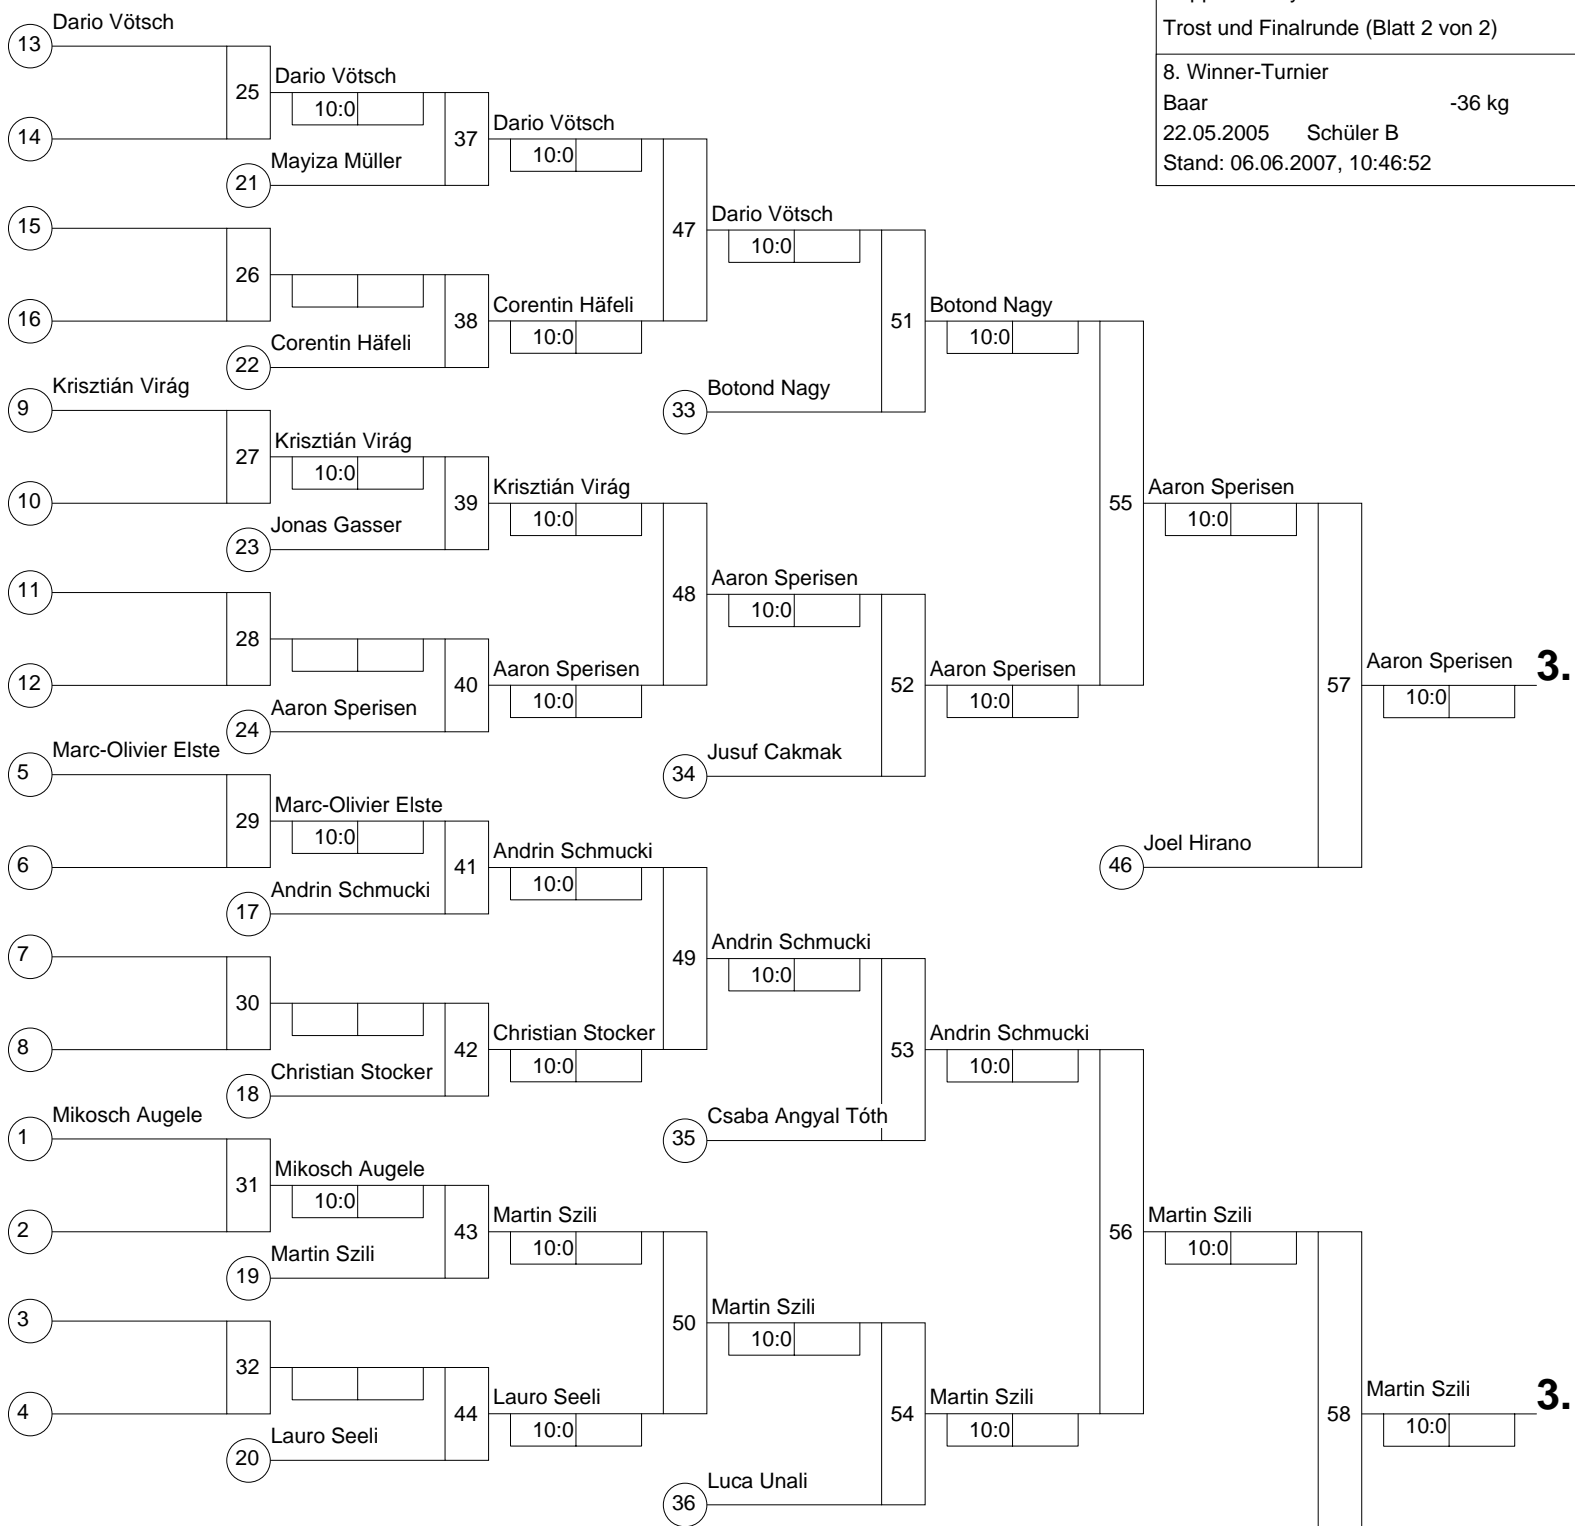 Trost und Finalrunde (Blatt 2 von 2)
8. Winner-Turnier
Baar -36 kg
22.05.2005 Schüler B
Stand: 06.06.2007, 10:46:52
13 Dario Vötsch
14
25 Dario Vötsch
10:0
21 Mayiza Müller
37 Dario Vötsch
10:0
15
16
26
22 Corentin Häfeli
38 Corentin Häfeli
10:0
47 Dario Vötsch
10:0
33 Botond Nagy
51 Botond Nagy
10:0
9 Krisztián Virág
10
27 Krisztián Virág
10:0
23 Jonas Gasser
39 Krisztián Virág
10:0
11
12
28
24 Aaron Sperisen
40 Aaron Sperisen
10:0
48 Aaron Sperisen
10:0
34 Jusuf Cakmak
52 Aaron Sperisen
10:0
55 Aaron Sperisen
10:0
46 Joel Hirano
57 Aaron Sperisen 3.
10:0
5 Marc-Olivier Elste
6
29 Marc-Olivier Elste
10:0
17 Andrin Schmucki
41 Andrin Schmucki
10:0
7
8
30
18 Christian Stocker
42 Christian Stocker
10:0
49 Andrin Schmucki
10:0
35 Csaba Angyal Tóth
53 Andrin Schmucki
10:0
1 Mikosch Augele
2
31 Mikosch Augele
10:0
19 Martin Szili
43 Martin Szili
10:0
3
4
32
20 Lauro Seeli
44 Lauro Seeli
10:0
50 Martin Szili
10:0
36 Luca Unali
54 Martin Szili
10:0
56 Martin Szili
10:0
58 Martin Szili 3.
10:0